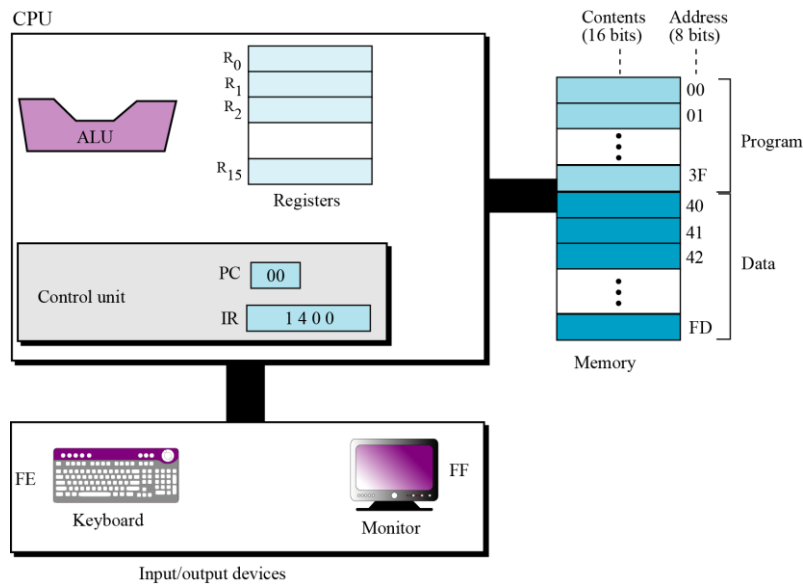 CPU
ALU
R0
R1
R2
R15
Registers
Control unit
PC
00
IR
1 4 0 0
Contents
(16 bits)
Address
(8 bits)
00
01
3F
40
41
42
FD
Program
Data
Memory
FE
Keyboard
FF
Monitor
Input/output devices